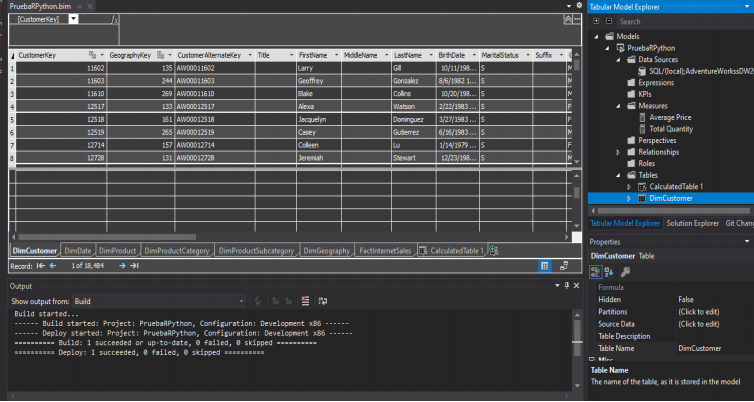 PruebaRPython.bim
[CustomerKey] fx
CustomerKey GeographyKey CustomerAlternateKey Title FirstName MiddleName LastName BirthDate MaritalStatus Suffix G
1 11602 135 AW00011602 Larry Gill 10/11/198... S M
2 11603 244 AW00011603 Geoffrey Gonzalez 8/6/1982 1... S M
3 11610 269 AW00011610 Blake Collins 10/20/198... S M
4 12517 133 AW00012517 Alexa Watson 2/22/1983 ... S F
5 12518 161 AW00012518 Jacquelyn Dominguez 3/27/1983 ... S F
6 12519 265 AW00012519 Casey Gutierrez 6/16/1983 ... S F
7 12714 157 AW00012714 Colleen Lu 1/14/1979 ... S F
8 12728 131 AW00012728 Jeremiah Stewart 12/23/198... S M
DimCustomer DimDate DimProduct DimProductCategory DimProductSubcategory DimGeography FactInternetSales CalculatedTable 1
Record: 1 of 18,484
Output
Show output from: Build
Build started...
------ Build started: Project: PruebaRPython, Configuration: Development x86 ------
------ Deploy started: Project: PruebaRPython, Configuration: Development x86 ------
========== Build: 1 succeeded or up-to-date, 0 failed, 0 skipped ==========
========== Deploy: 1 succeeded, 0 failed, 0 skipped ==========
Tabular Model Explorer
Search
Models
PruebaRPython
Data Sources
SQL/(local);AdventureWorkssDW20
Expressions
KPIs
Measures
Average Price
Total Quantity
Perspectives
Relationships
Roles
Tables
CalculatedTable 1
DimCustomer
Tabular Model Explorer Solution Explorer Git Chang
Properties
DimCustomer Table
Formula
Hidden False
Partitions (Click to edit)
Source Data (Click to edit)
Table Description
Table Name DimCustomer
Misc
Table Name
The name of the table, as it is stored in the model